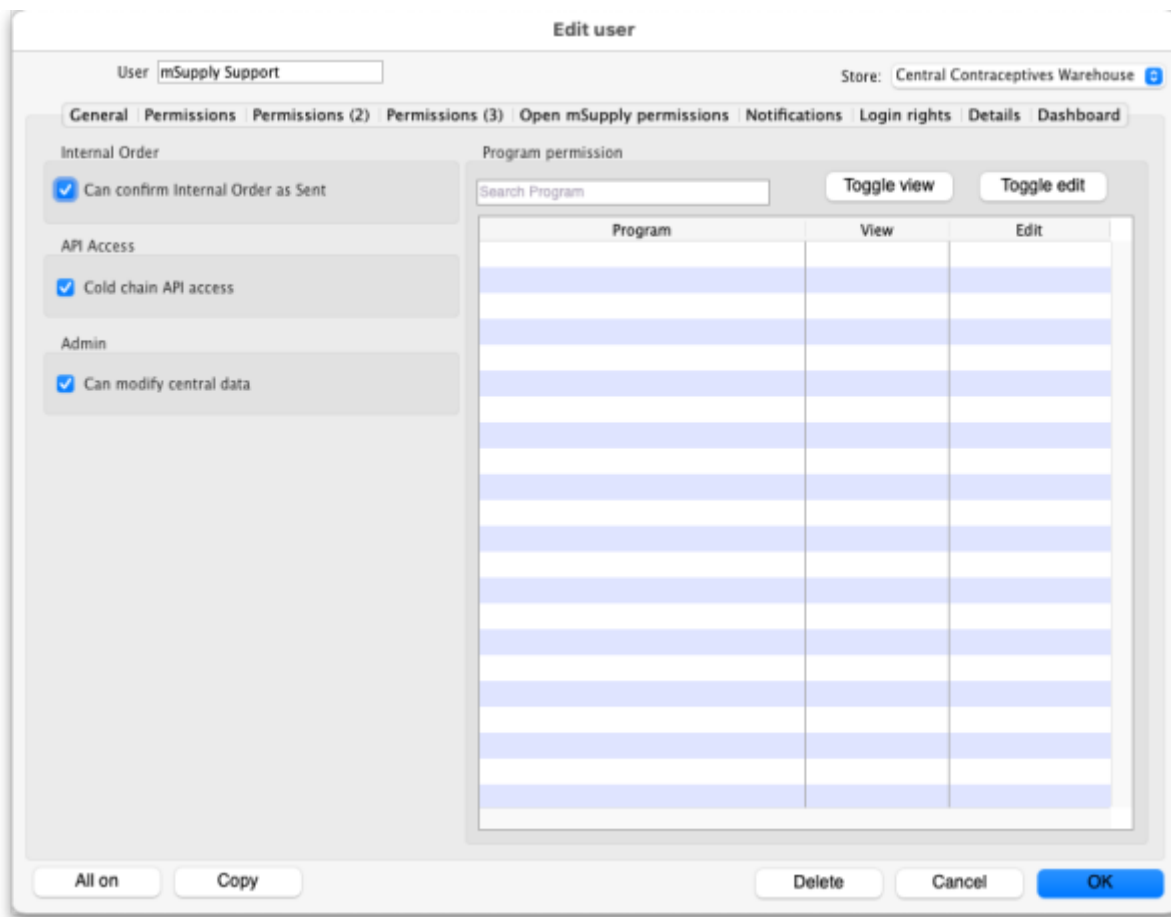 Edit user
User mSupply Support
Store: Central Contraceptives Warehouse
General Permissions Permissions (2) Permissions (3) Open mSupply permissions Notifications Login rights Details Dashboard
Internal Order
Can confirm Internal Order as Sent
API Access
Cold chain API access
Admin
Can modify central data
Program permission
Search Program
Toggle view Toggle edit
Program View Edit
All on Copy Delete Cancel OK